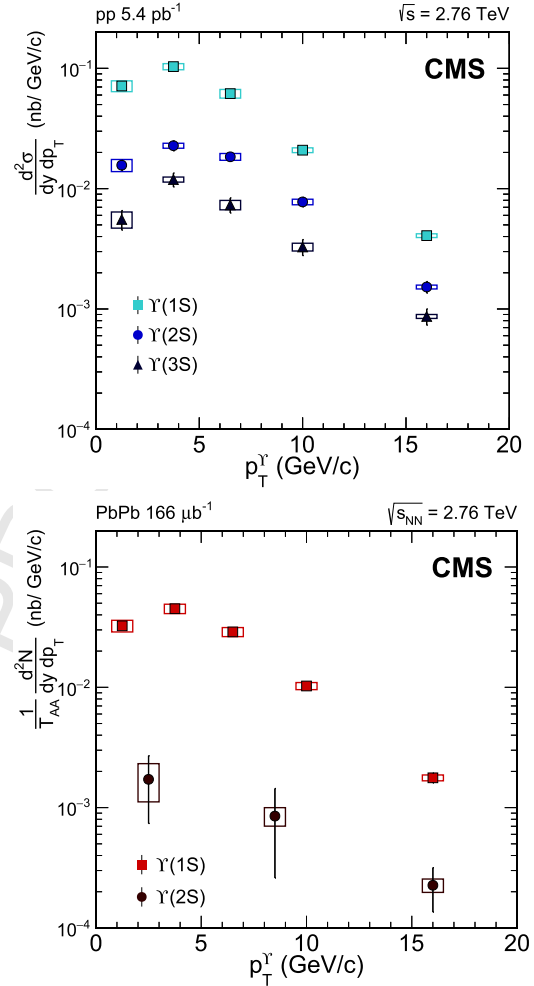 pp 5.4 pb⁻¹ √s = 2.76 TeV
CMS
d²σ/dy dp_T (nb/ GeV/c)
10⁻¹
10⁻²
10⁻³
10⁻⁴
ϒ(1S)
ϒ(2S)
ϒ(3S)
0 5 10 15 20
p_T^ϒ (GeV/c)
PbPb 166 μb⁻¹ √s_NN = 2.76 TeV
CMS
1/T_AA d²N/dy dp_T (nb/ GeV/c)
10⁻¹
10⁻²
10⁻³
10⁻⁴
ϒ(1S)
ϒ(2S)
0 5 10 15 20
p_T^ϒ (GeV/c)